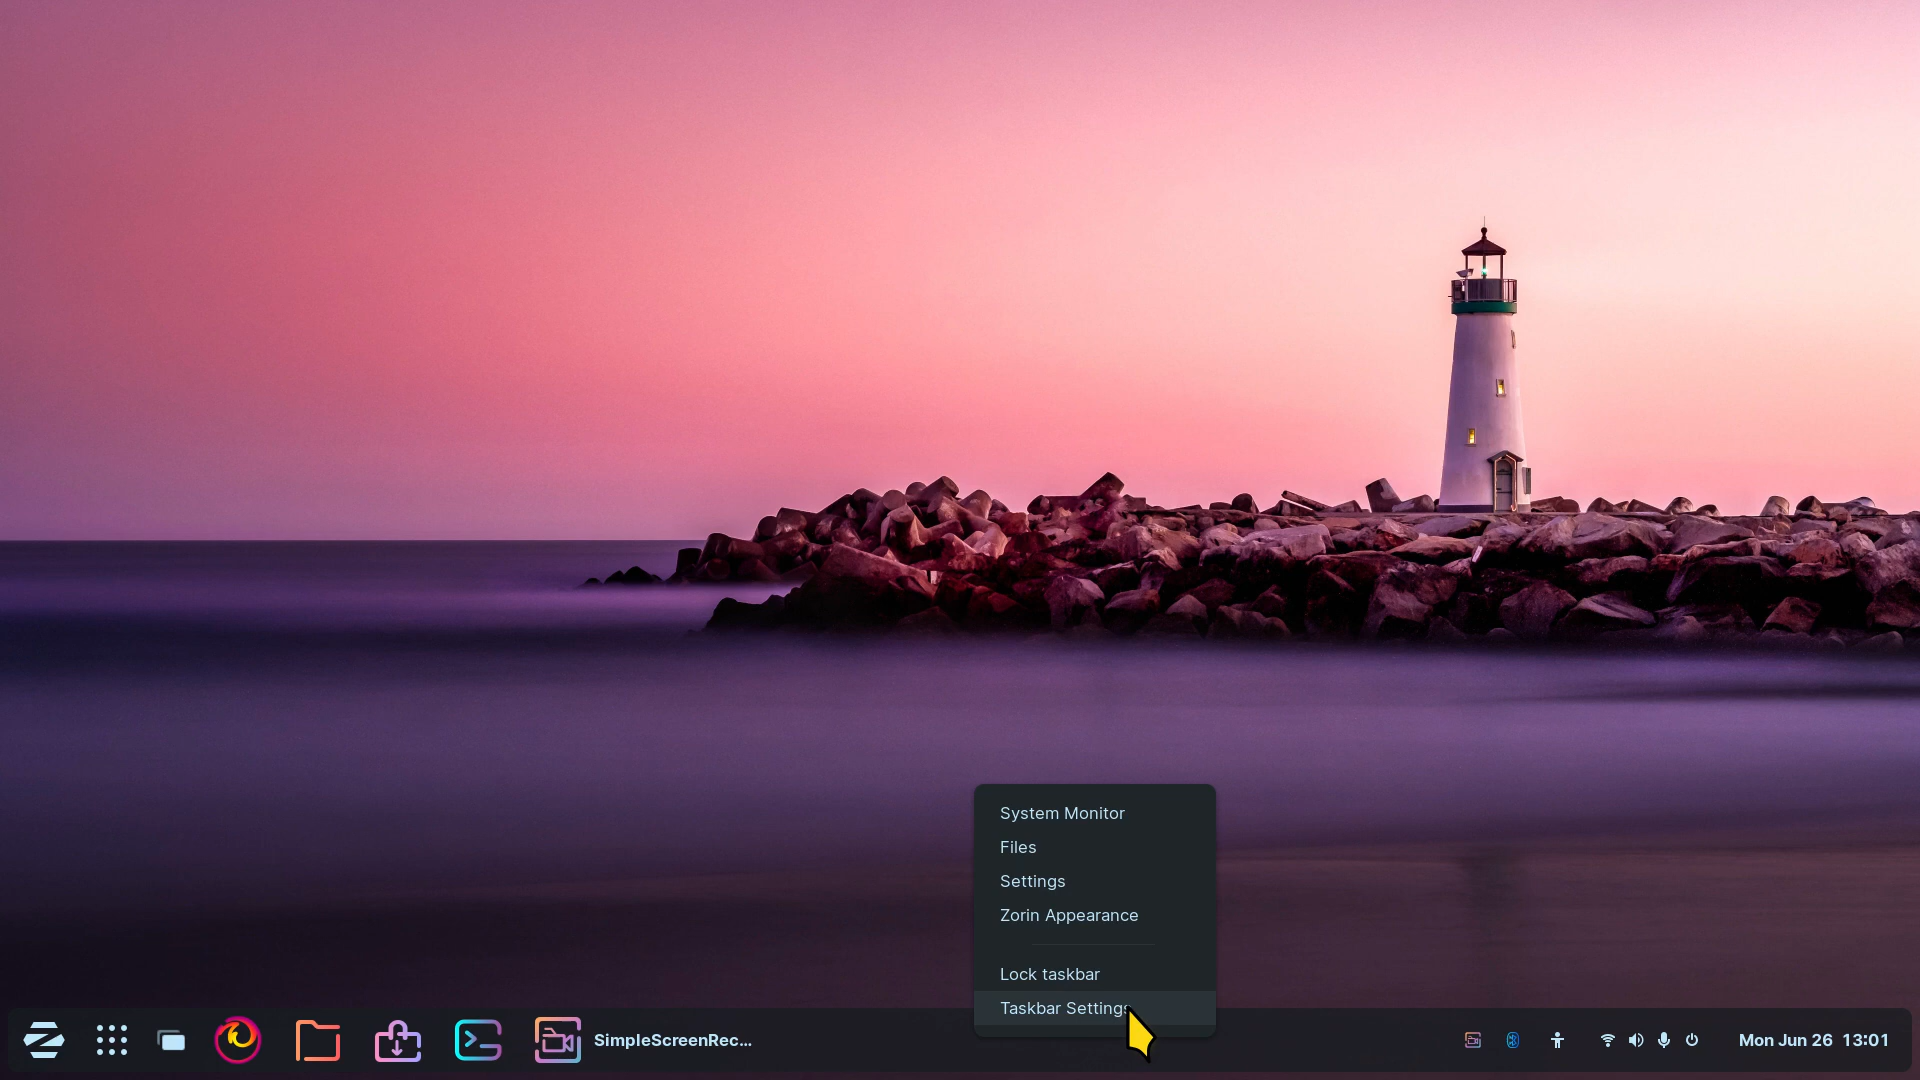 System Monitor
Files
Settings
Zorin Appearance
Lock taskbar
Taskbar Settings
SimpleScreenRec...
Mon Jun 26 13:01